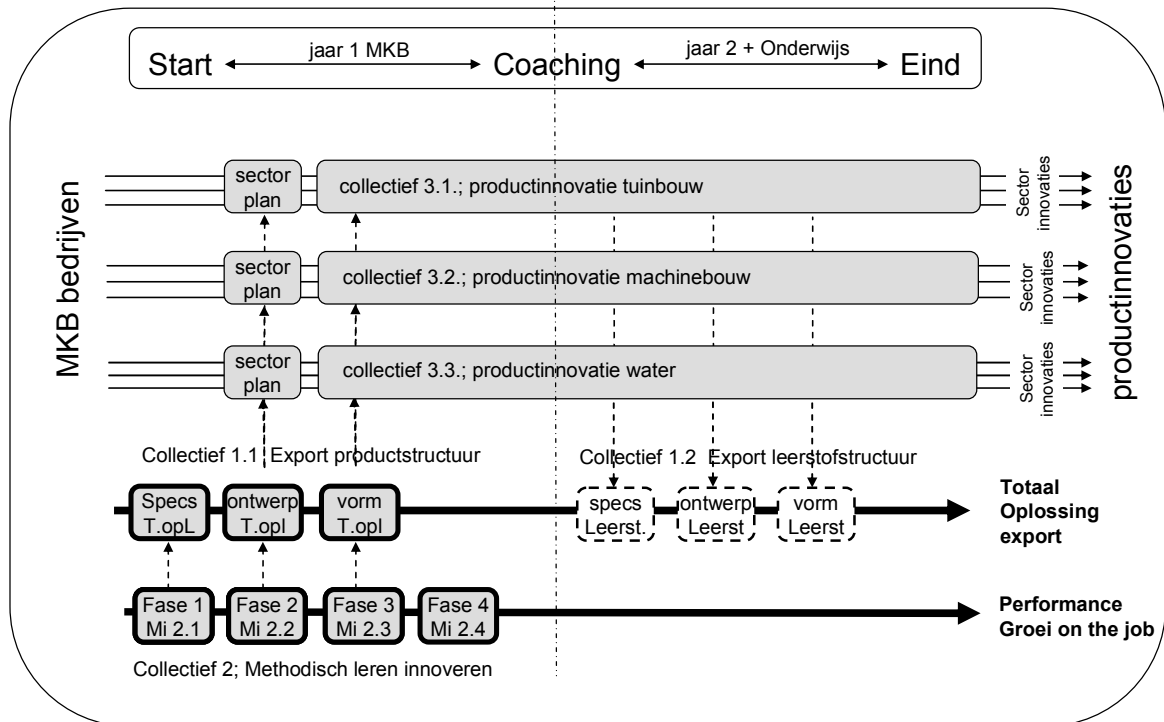 jaar 1 MKB
jaar 2 + Onderwijs
Start
Coaching
Eind
MKB bedrijven
sector
plan
collectief 3.1.; productinnovatie tuinbouw
Sector
innovaties
sector
plan
collectief 3.2.; productinnovatie machinebouw
Sector
innovaties
sector
plan
collectief 3.3.; productinnovatie water
Sector
innovaties
productinnovaties
Collectief 1.1 Export productstructuur
Collectief 1.2 Export leerstofstructuur
Specs
T.opL
ontwerp
T.opl
vorm
T.opl
specs
Leerst.
ontwerp
Leerst
vorm
Leerst
Totaal
Oplossing
export
Fase 1
Mi 2.1
Fase 2
Mi 2.2
Fase 3
Mi 2.3
Fase 4
Mi 2.4
Performance
Groei on the job
Collectief 2; Methodisch leren innoveren